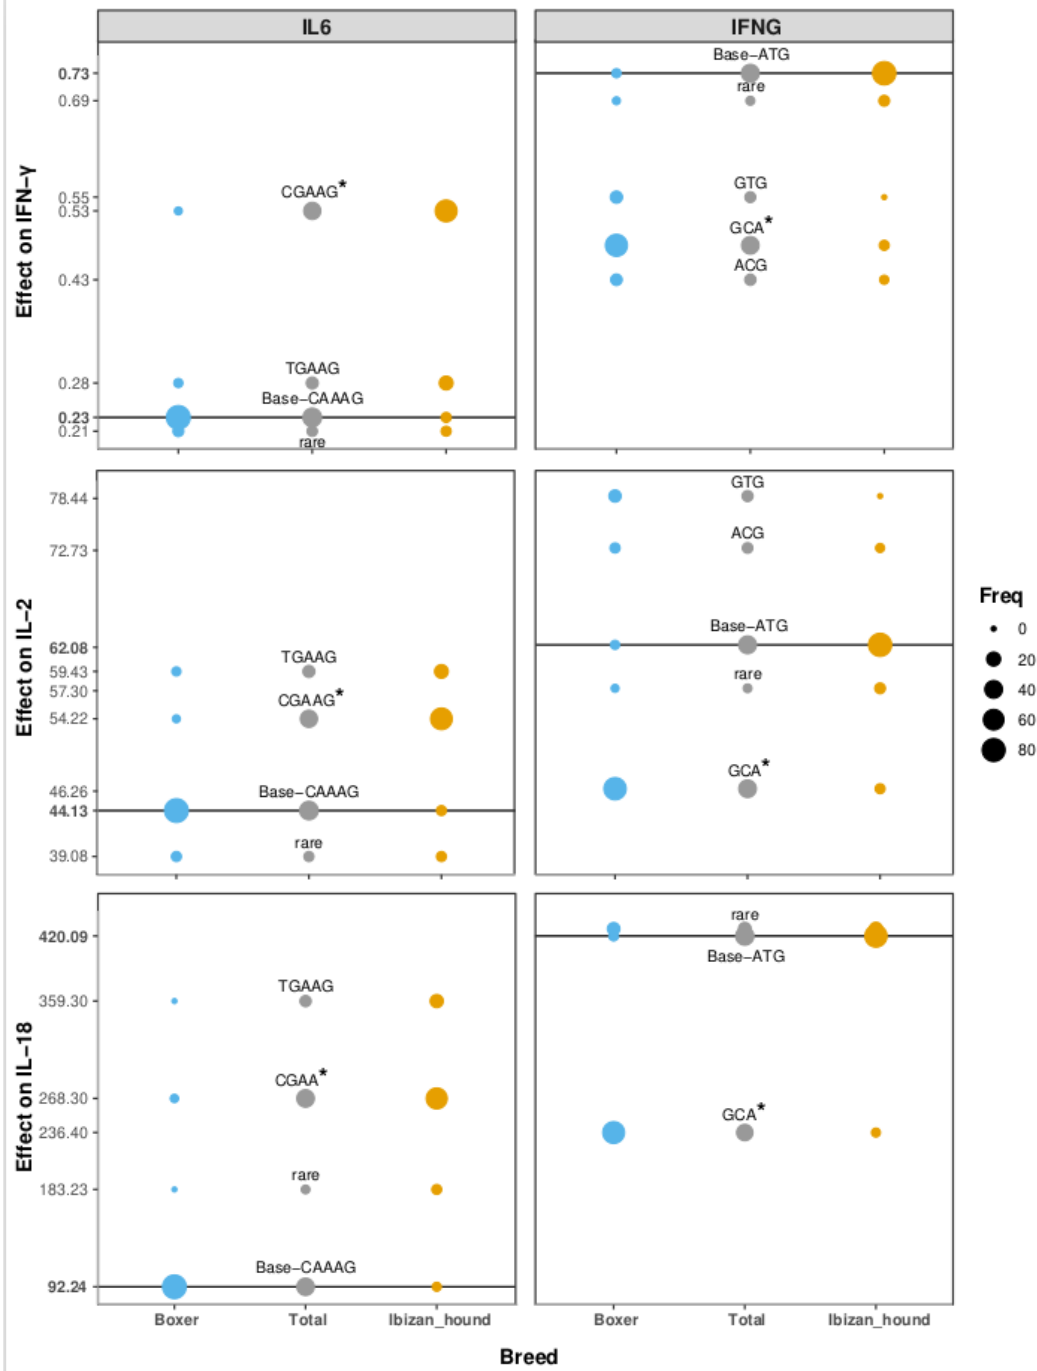 IL6
IFNG
Effect on IFN−γ
0.73
0.69
0.55
0.53
0.43
0.28
0.23
0.21
CGAAG*
TGAAG
Base−CAAAG
rare
Base−ATG
rare
GTG
GCA*
ACG
Effect on IL−2
78.44
72.73
62.08
59.43
57.30
54.22
46.26
44.13
39.08
TGAAG
CGAAG*
Base−CAAAG
rare
GTG
ACG
Base−ATG
rare
GCA*
Freq
0
20
40
60
80
Effect on IL−18
420.09
359.30
268.30
236.40
183.23
92.24
TGAAG
CGAA*
rare
Base−CAAAG
rare
Base−ATG
GCA*
Boxer Total Ibizan_hound
Boxer Total Ibizan_hound
Breed